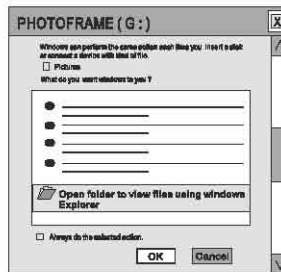 PHOTOFRAME ( G : )
X
Windows can perform the same action each time you insert a disk
or connect a device with kind of file.
Pictures
What do you want windows to you ?
Open folder to view files using windows
Explorer
Always do the selected action.
OK
Cancel